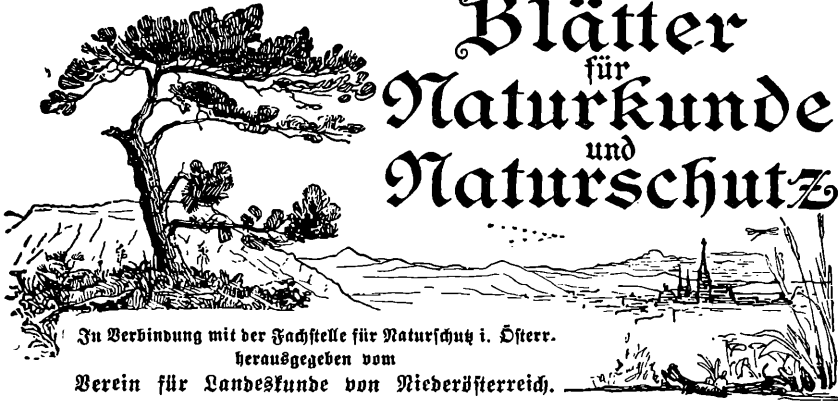 Blätter
für
Naturkunde
und
Naturschutz
In Verbindung mit der Fachstelle für Naturschutz i. Österr.
herausgegeben vom
Verein für Landeskunde von Niederösterreich.